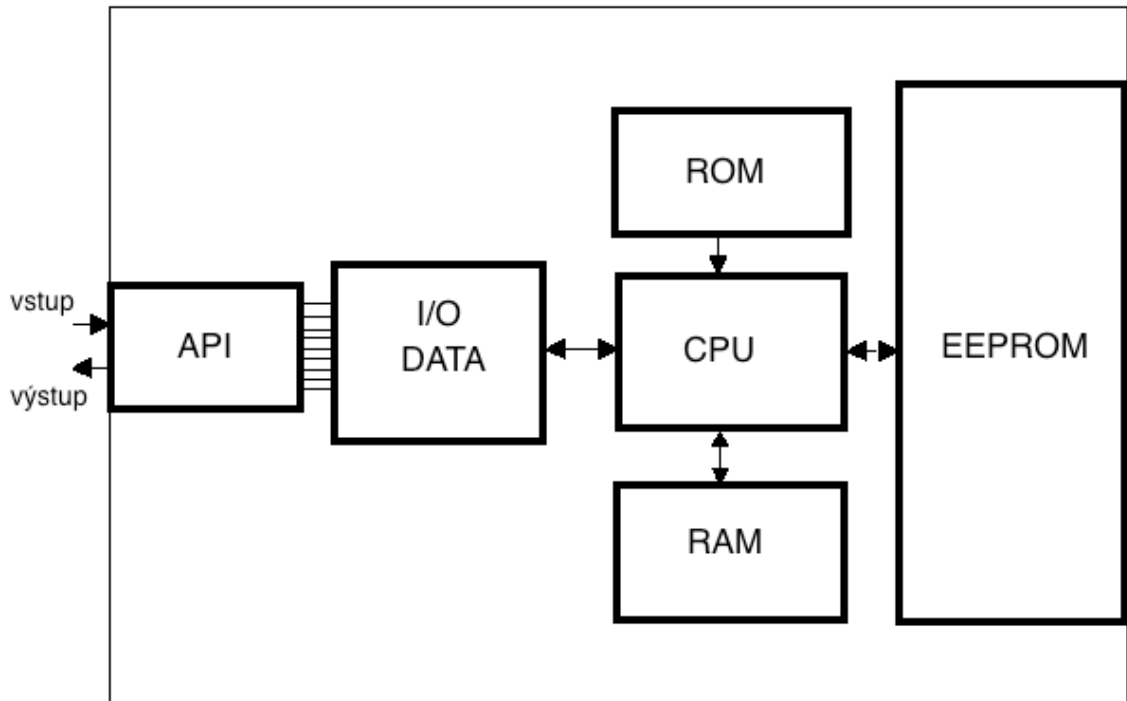 ROM
vstup
API
výstup
I/O
DATA
CPU
EEPROM
RAM